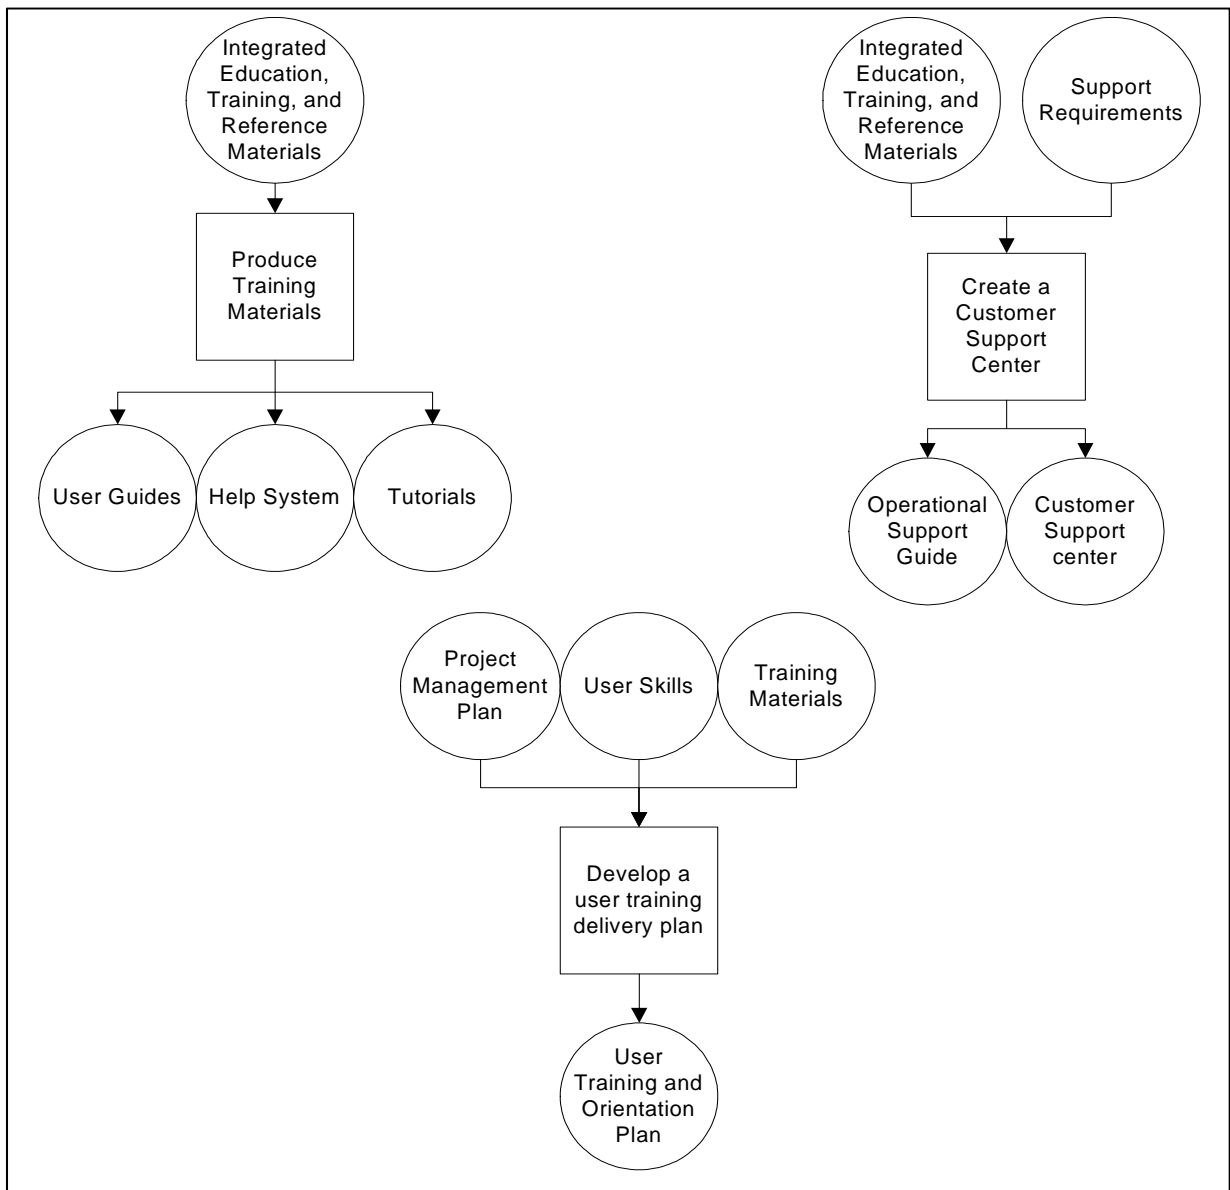 Integrated
Education,
Training, and
Reference
Materials
Integrated
Education,
Training, and
Reference
Materials
Support
Requirements
Produce
Training
Materials
Create a
Customer
Support
Center
User Guides
Help System
Tutorials
Operational
Support
Guide
Customer
Support
center
Project
Management
Plan
User Skills
Training
Materials
Develop a
user training
delivery plan
User
Training and
Orientation
Plan